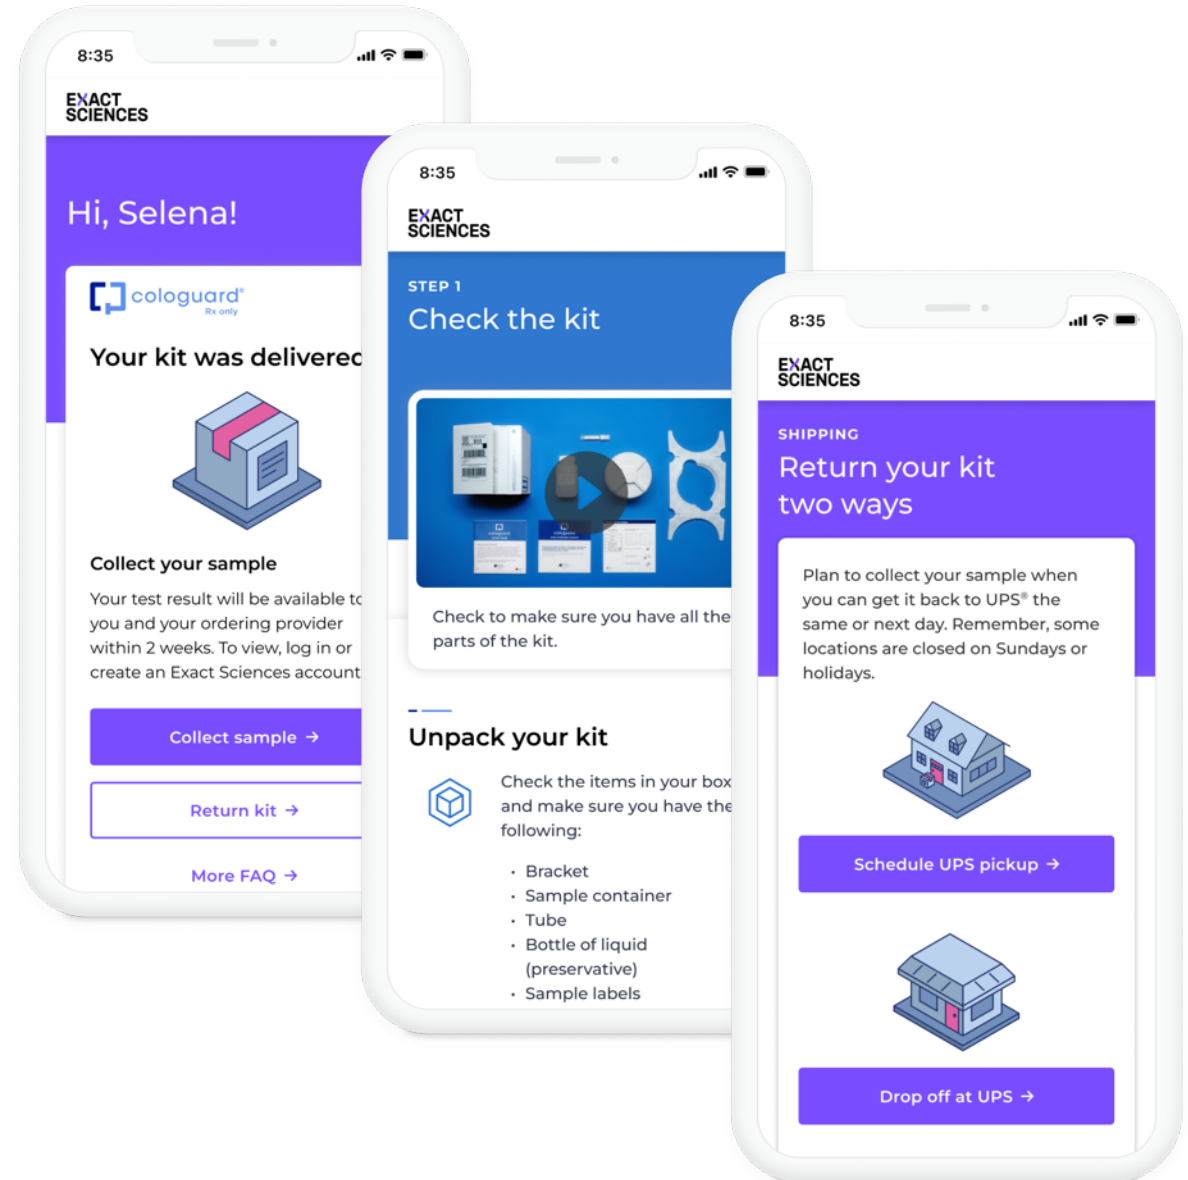 8:35
EXACT
SCIENCES
Hi, Selena!
cologuard®
Rx only
Your kit was delivered
Collect your sample
Your test result will be available to
you and your ordering provider
within 2 weeks. To view, log in or
create an Exact Sciences account
Collect sample →
Return kit →
More FAQ →
8:35
EXACT
SCIENCES
STEP 1
Check the kit
cologuard
cologuard
Check to make sure you have all the
parts of the kit.
Unpack your kit
Check the items in your box
and make sure you have the
following:
• Bracket
• Sample container
• Tube
• Bottle of liquid
(preservative)
• Sample labels
8:35
EXACT
SCIENCES
SHIPPING
Return your kit
two ways
Plan to collect your sample when
you can get it back to UPS® the
same or next day. Remember, some
locations are closed on Sundays or
holidays.
Schedule UPS pickup →
Drop off at UPS →